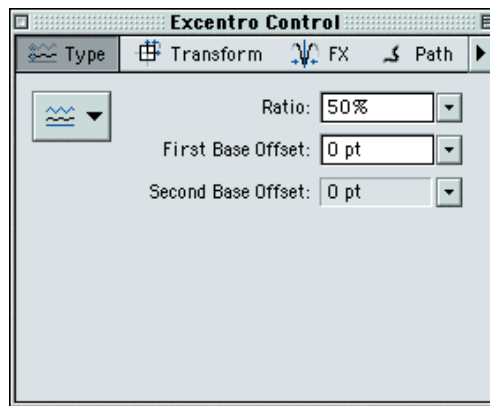 Excentro Control
Type Transform FX Path
Ratio: 50%
First Base Offset: 0 pt
Second Base Offset: 0 pt